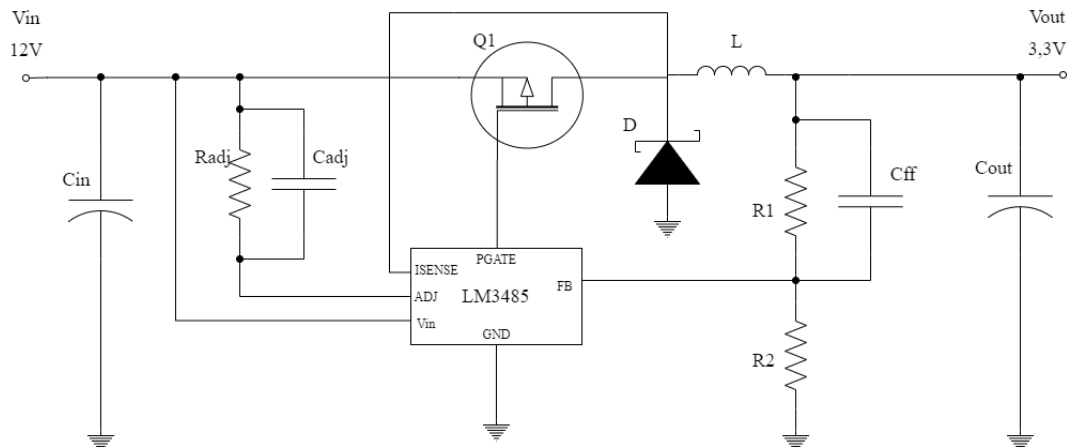 Vin
12V
Q1
L
Vout
3,3V
Radj
Cadj
D
Cin
R1
Cff
Cout
ISENSE
PGATE
FB
ADJ
LM3485
Vin
GND
R2